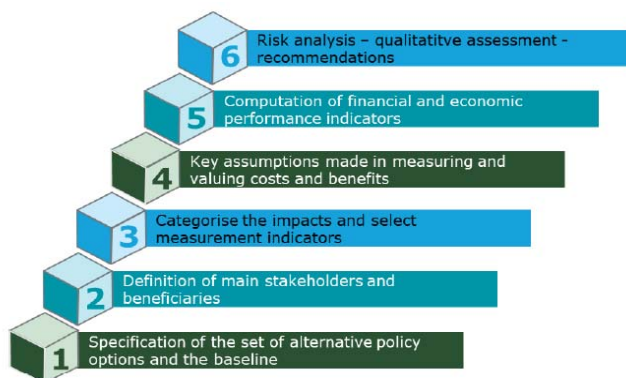 6
Risk analysis – qualitatitve assessment -
recommendations
5
Computation of financial and economic
performance indicators
4
Key assumptions made in measuring and
valuing costs and benefits
3
Categorise the impacts and select
measurement indicators
2
Definition of main stakeholders and
beneficiaries
1
Specification of the set of alternative policy
options and the baseline